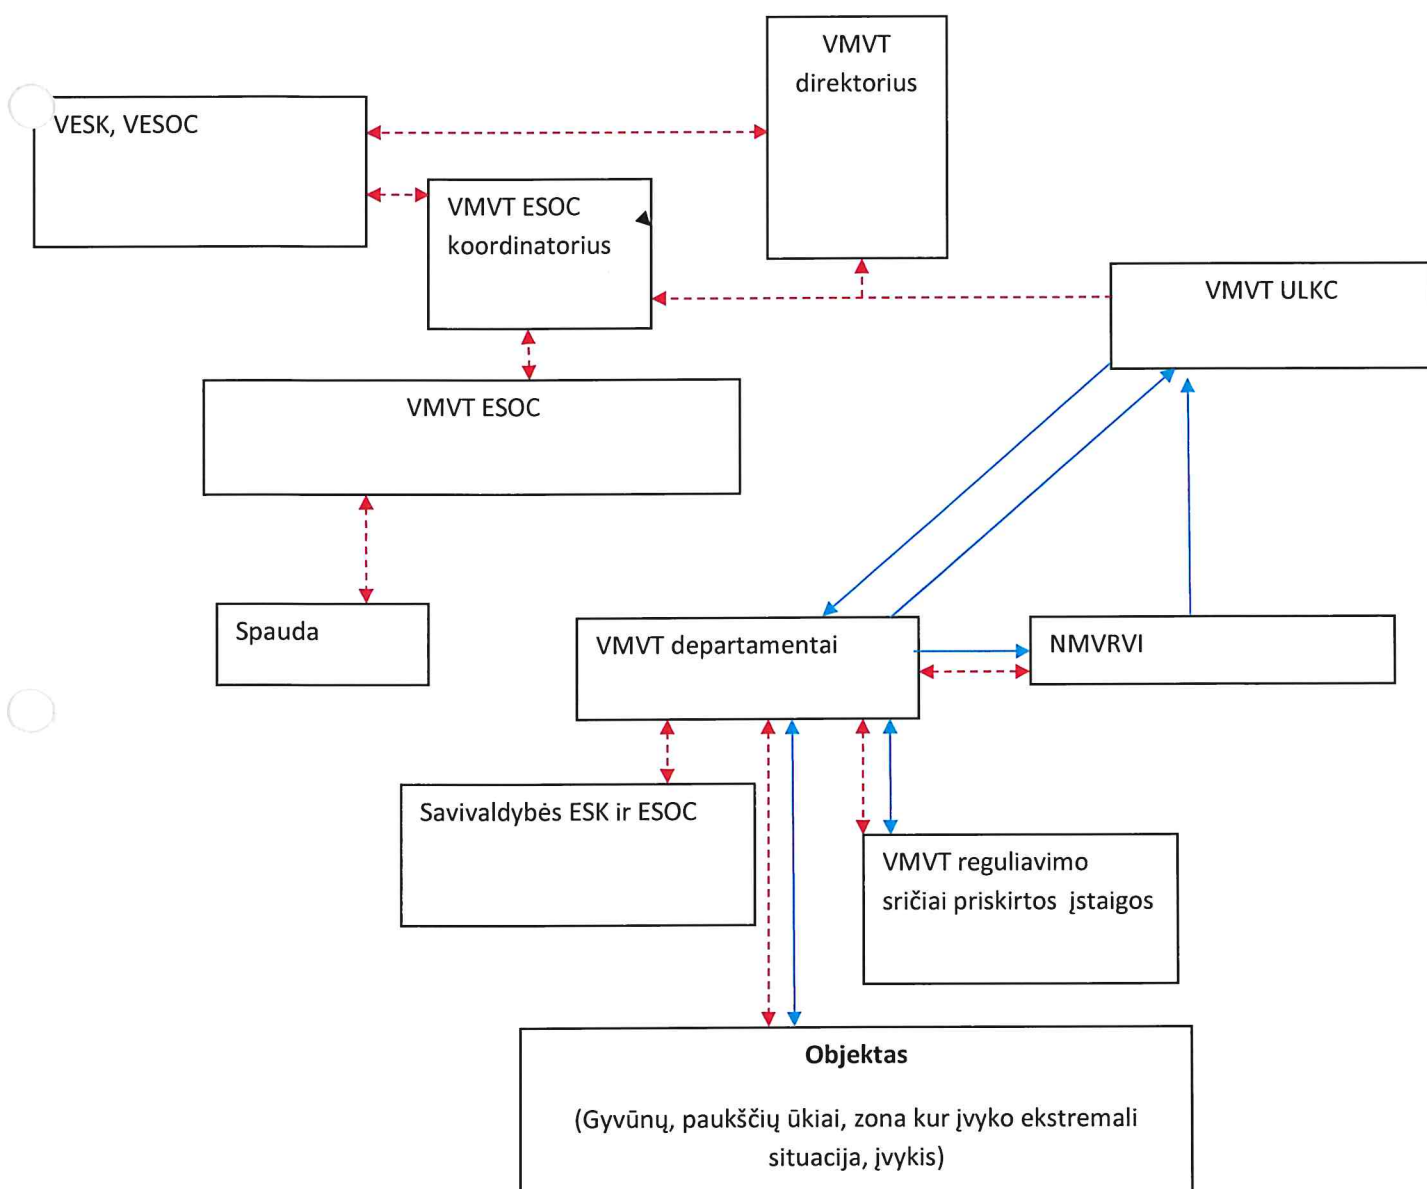 VMVT
direktorius
VESK, VESOC
VMVT ESOC
koordinatorius
VMVT ULKC
VMVT ESOC
Spauda
VMVT departamentai
NMVRVI
Savivaldybės ESK ir ESOC
VMVT reguliavimo
sričiai priskirtos įstaigos
Objektas
(Gyvūnų, paukščių ūkiai, zona kur įvyko ekstremali
situacija, įvykis)